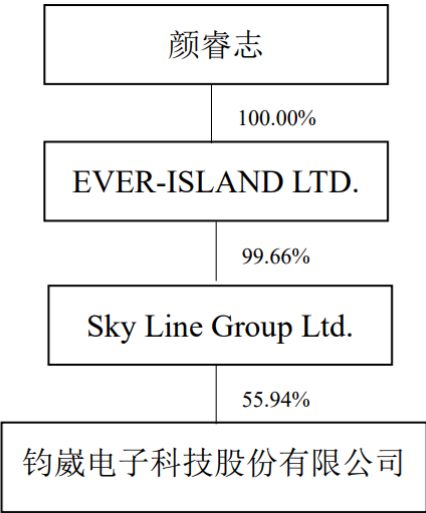 颜睿志
100.00%
EVER-ISLAND LTD.
99.66%
Sky Line Group Ltd.
55.94%
钧崴电子科技股份有限公司